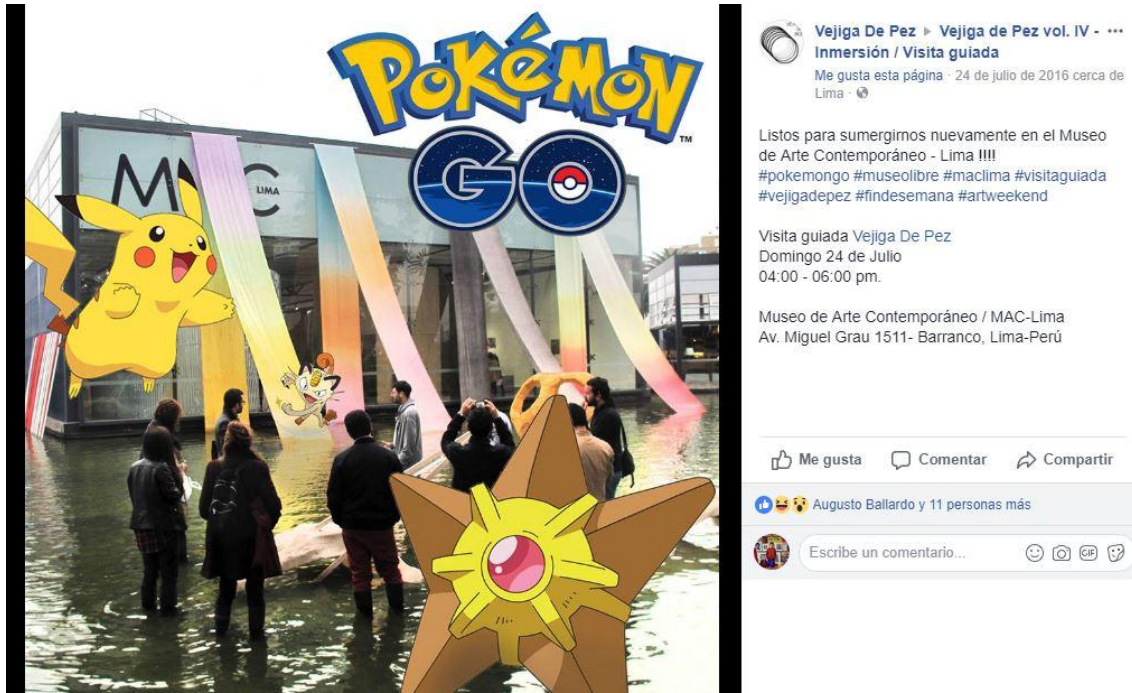 POKéMON
™
GO
MAC
LIMA
Vejiga De Pez ▸ Vejiga de Pez vol. IV -
Inmersión / Visita guiada
Me gusta esta página · 24 de julio de 2016 cerca de
Lima ·
Listos para sumergirnos nuevamente en el Museo
de Arte Contemporáneo - Lima !!!!
#pokemongo #museolibre #maclima #visitaguiada
#vejigadepez #findesemana #artweekend
Visita guiada Vejiga De Pez
Domingo 24 de Julio
04:00 - 06:00 pm.
Museo de Arte Contemporáneo / MAC-Lima
Av. Miguel Grau 1511- Barranco, Lima-Perú
Me gusta Comentar Compartir
Augusto Ballardo y 11 personas más
Escribe un comentario... GIF